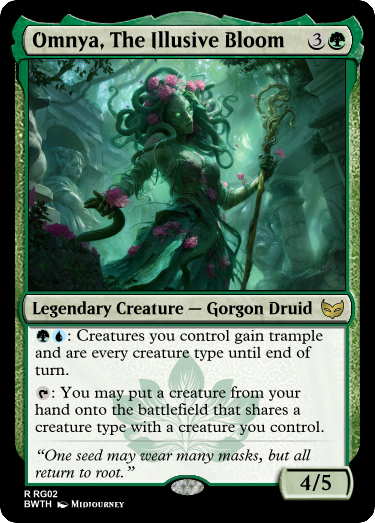 Omnya, The Illusive Bloom 3
: Creatures you control gain trample
and are every creature type until end of
turn.
: You may put a creature from your
hand onto the battlefield that shares a
creature type with a creature you control.
“One seed may wear many masks, but all
return to root.”
Legendary Creature — Gorgon Druid
4/5
R RG02
BWTH Midjourney